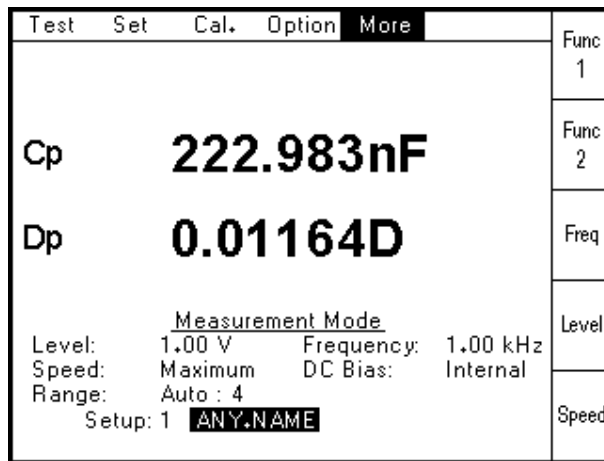 Test Set Cal. Option More
Cp 222.983nF
Dp 0.01164D
Measurement Mode
Level: 1.00 V Frequency: 1.00 kHz
Speed: Maximum DC Bias: Internal
Range: Auto : 4
Setup: 1 ANY.NAME
Func
1
Func
2
Freq
Level
Speed